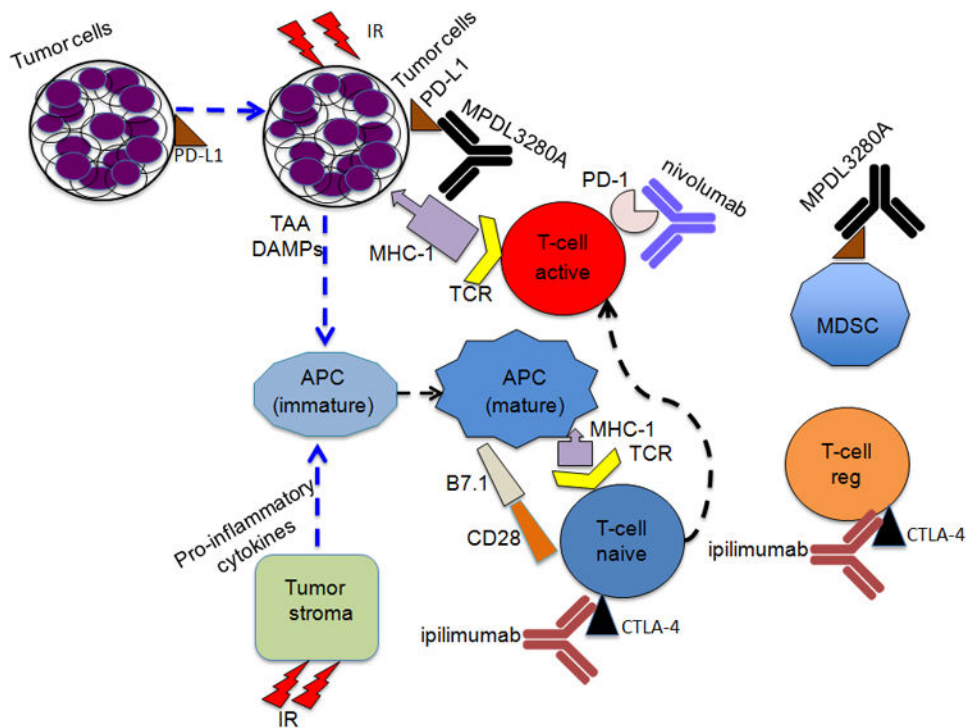 Tumor cells
IR
Tumor cells
PD-L1
PD-L1
MPDL3280A
MPDL3280A
PD-1
nivolumab
TAA
DAMPs
MHC-1
TCR
T-cell
active
MDSC
APC
(immature)
APC
(mature)
MHC-1
TCR
B7.1
CD28
T-cell
naive
T-cell
reg
Pro-inflammatory
cytokines
Tumor
stroma
IR
ipilimumab
CTLA-4
ipilimumab
CTLA-4